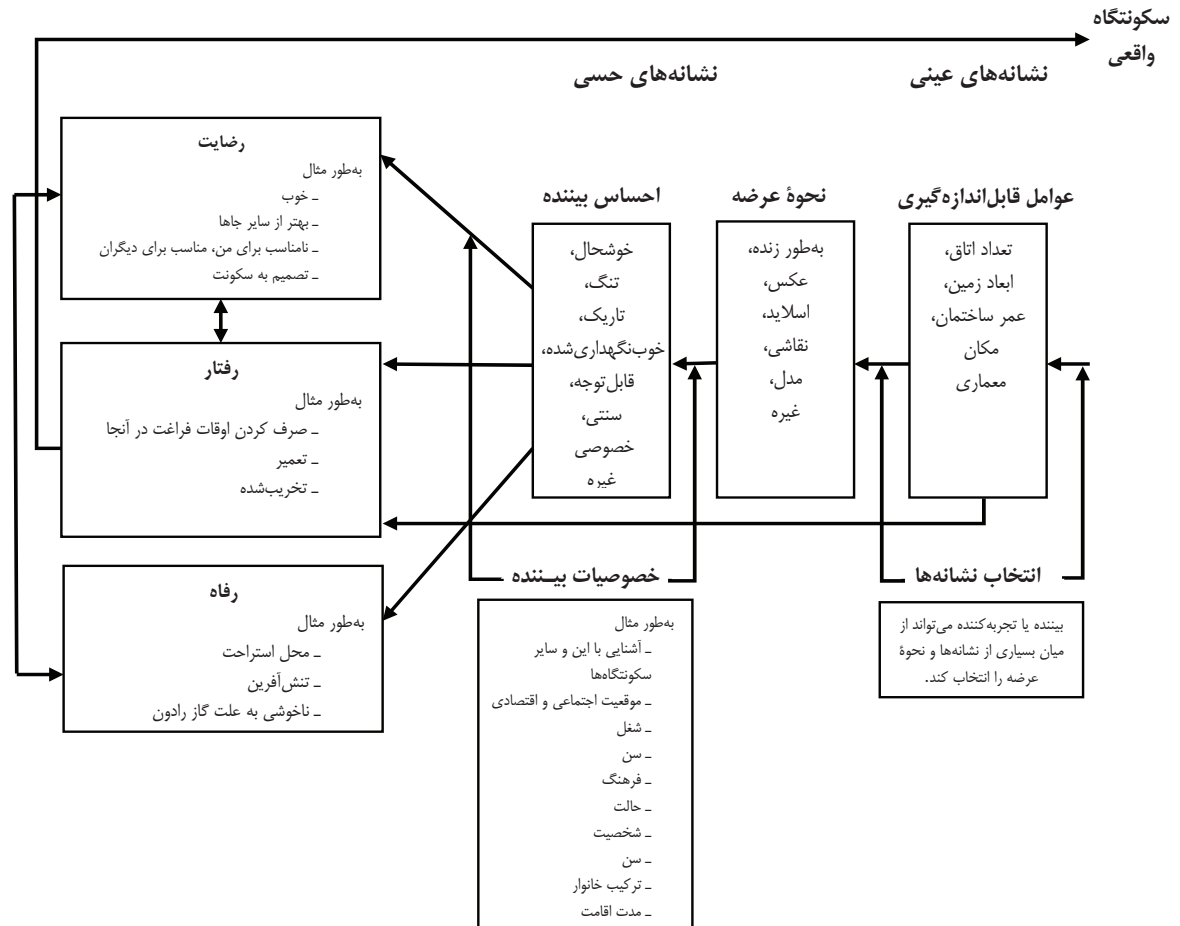 سکونتگاه
واقعی
نشانه‌های عینی
نشانه‌های حسی
عوامل قابل‌اندازه‌گیری
تعداد اتاق،
ابعاد زمین،
عمر ساختمان،
مکان
معماری
نحوهٔ عرضه
به‌طور زنده،
عکس،
اسلاید،
نقاشی،
مدل،
غیره
احساس بیننده
خوشحال،
تنگ،
تاریک،
خوب‌نگهداری‌شده،
قابل‌توجه،
سنتی،
خصوصی
غیره
رضایت
به‌طور مثال
ـ خوب
ـ بهتر از سایر جاها
ـ نامناسب برای من، مناسب برای دیگران
ـ تصمیم به سکونت
رفتار
به‌طور مثال
ـ صرف کردن اوقات فراغت در آنجا
ـ تعمیر
ـ تخریب‌شده
رفاه
به‌طور مثال
ـ محل استراحت
ـ تنش‌آفرین
ـ ناخوشی به علت گاز رادون
انتخاب نشانه‌ها
بیننده یا تجربه‌کننده می‌تواند از
میان بسیاری از نشانه‌ها و نحوهٔ
عرضه را انتخاب کند.
خصوصیات بیـننده
به‌طور مثال
ـ آشنایی با این و سایر
سکونتگاه‌ها
ـ موقعیت اجتماعی و اقتصادی
ـ شغل
ـ سن
ـ فرهنگ
ـ حالت
ـ شخصیت
ـ سن
ـ ترکیب خانوار
ـ مدت اقامت